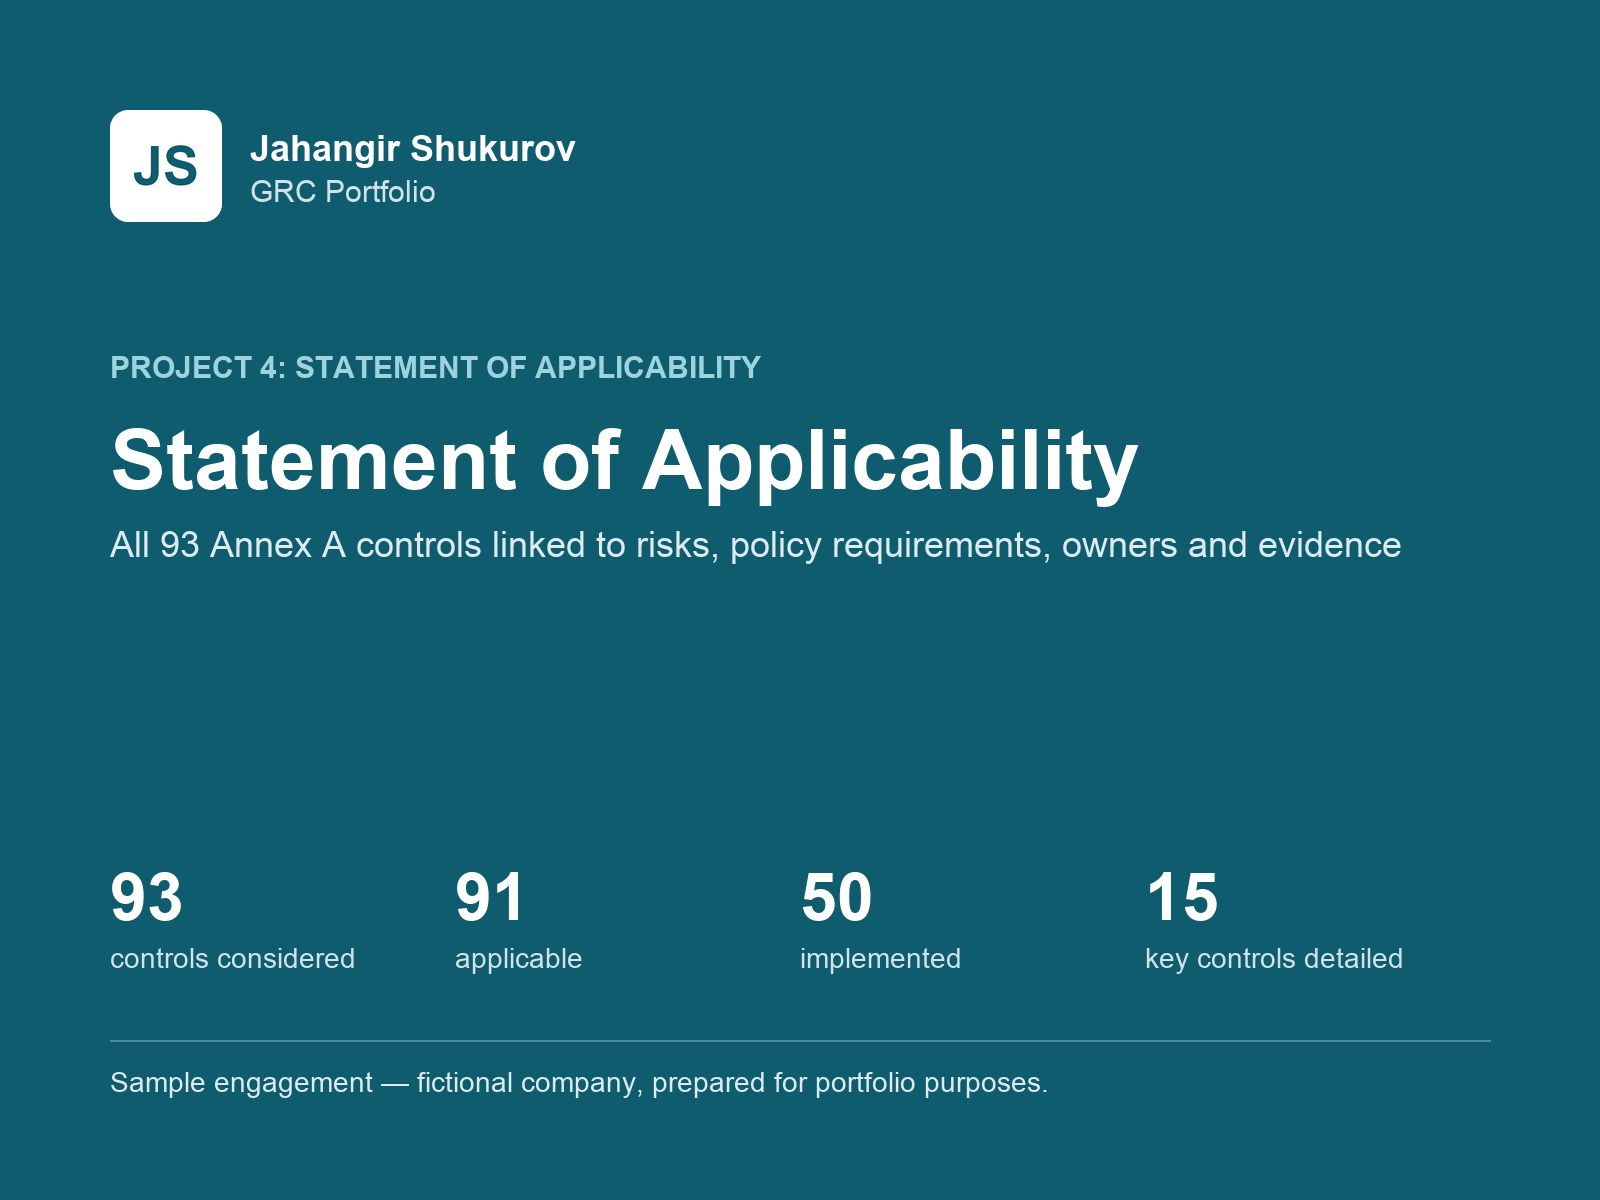 JS
Jahangir Shukurov
GRC Portfolio
PROJECT 4: STATEMENT OF APPLICABILITY
Statement of Applicability
All 93 Annex A controls linked to risks, policy requirements, owners and evidence
93
controls considered
91
applicable
50
implemented
15
key controls detailed
Sample engagement — fictional company, prepared for portfolio purposes.